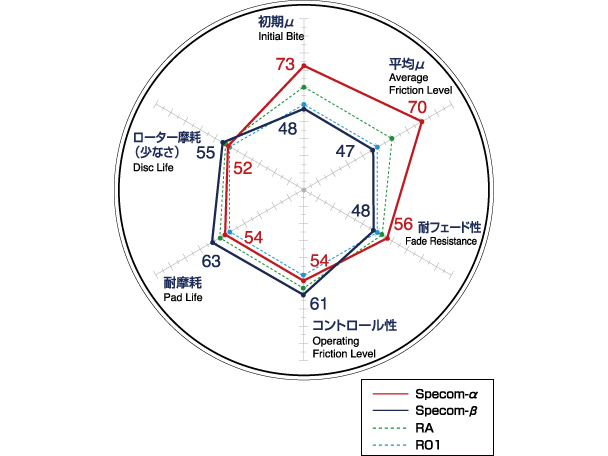 初期μ
Initial Bite
73
平均μ
Average
Friction Level
70
48
47
ローター摩耗
（少なさ）
Disc Life
55
52
48
56
耐フェード性
Fade Resistance
耐摩耗
Pad Life
63
54
54
61
コントロール性
Operating
Friction Level
Specom-α
Specom-β
RA
R01